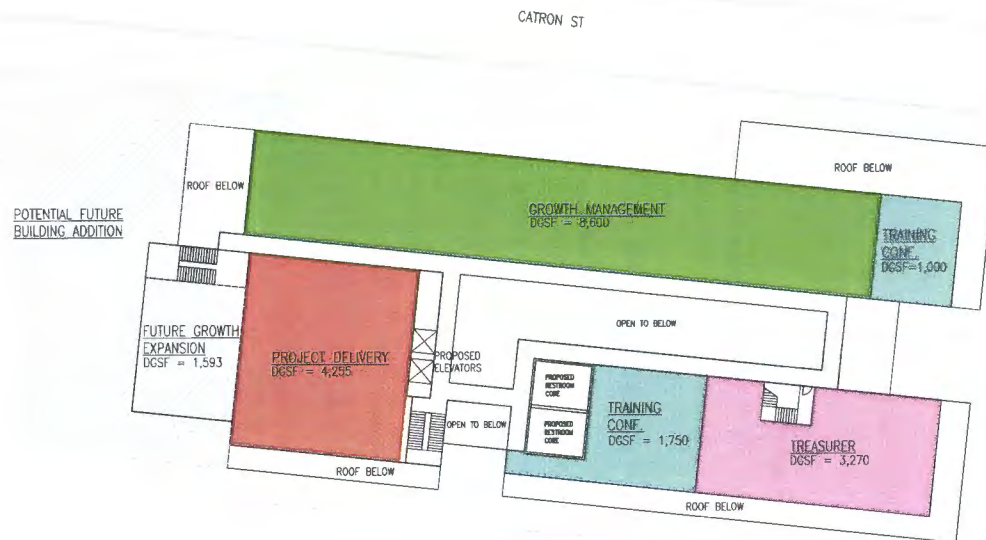 CATRON ST
ROOF BELOW
ROOF BELOW
POTENTIAL FUTURE
BUILDING ADDITION
GROWTH MANAGEMENT
DGSF = 8,600
TRAINING
CONF.
DGSF=1,000
OPEN TO BELOW
FUTURE GROWTH
EXPANSION
DGSF = 1,593
PROJECT DELIVERY
DGSF = 4,255
PROPOSED
ELEVATORS
PROPOSED
RESTROOM
CORE
PROPOSED
RESTROOM
CORE
OPEN TO BELOW
TRAINING
CONF.
DGSF = 1,750
TREASURER
DGSF = 3,270
ROOF BELOW
ROOF BELOW